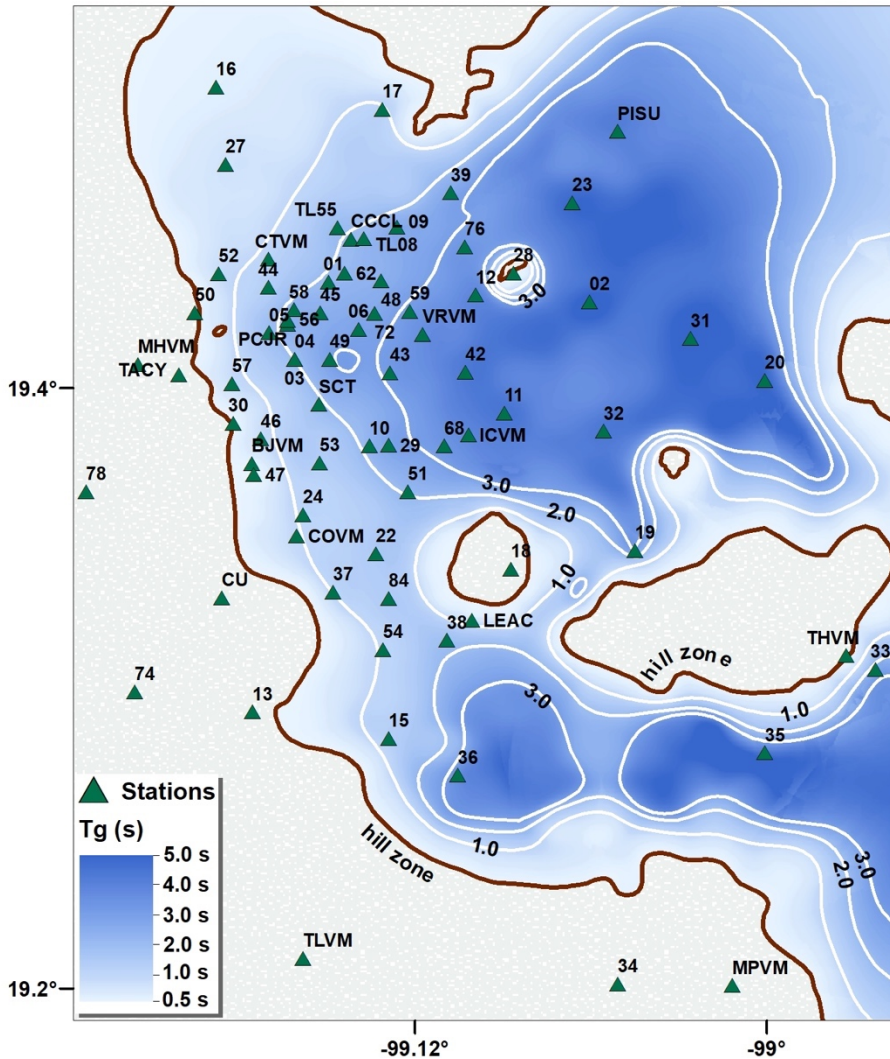 16
17
PISU
27
39
23
TL55
CCCL
09
76
TL08
CTVM
28
52
44
01
62
12
3.0
02
50
58
45
06
48
59
05
56
72
VRVM
31
MHVM
PCJR
04
49
43
42
20
TACY
57
03
SCT
11
19.4
30
46
10
29
68
ICVM
32
BJVM
53
78
47
51
3.0
24
2.0
COVM
22
18
19
1.0
CU
37
84
LEAC
38
54
THVM
hill zone
33
74
13
3.0
1.0
15
35
36
Stations
Tg (s)
hill zone
1.0
5.0 s
4.0 s
3.0 s
2.0 s
1.0 s
0.5 s
3.0
2.0
TLVM
34
MPVM
19.2
-99.12
-99°